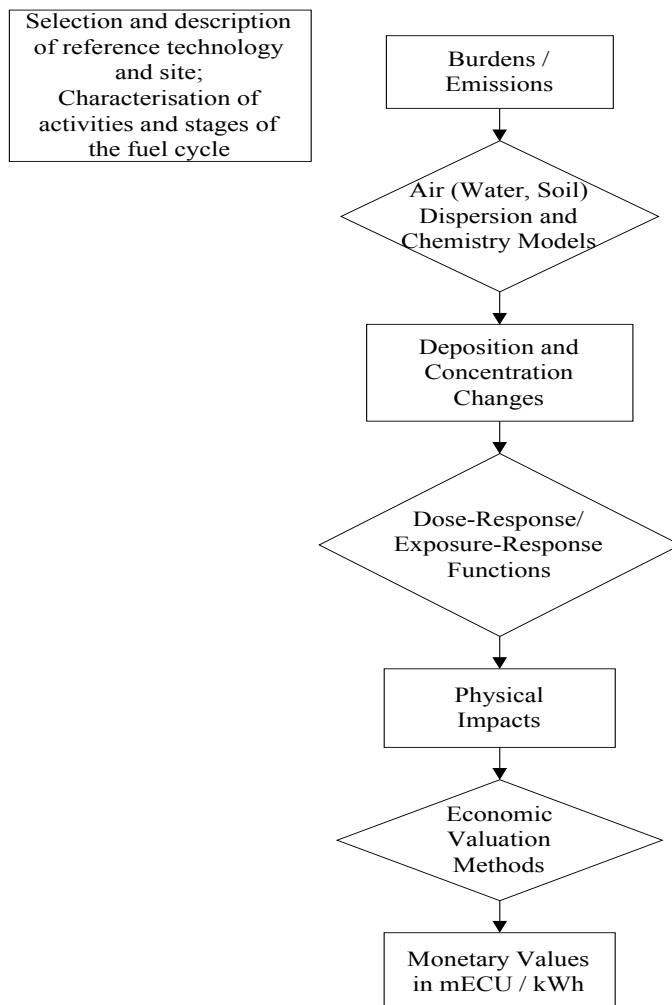 Selection and description
of reference technology
and site;
Characterisation of
activities and stages of
the fuel cycle
Burdens /
Emissions
Air (Water, Soil)
Dispersion and
Chemistry Models
Deposition and
Concentration
Changes
Dose-Response/
Exposure-Response
Functions
Physical
Impacts
Economic
Valuation
Methods
Monetary Values
in mECU / kWh